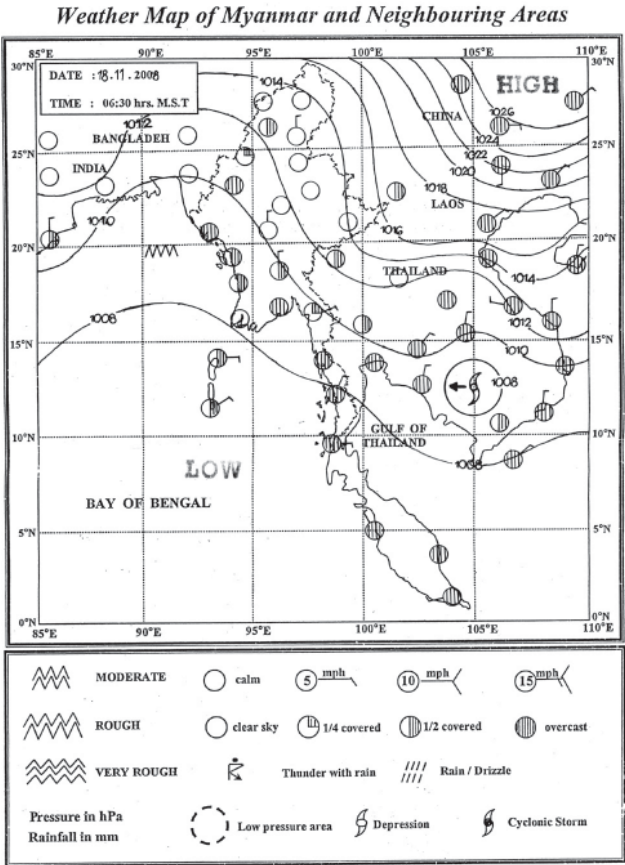 Weather Map of Myanmar and Neighbouring Areas
30°N 85°E 90°E 95°E 100°E 105°E 110°E 30°N
DATE : 18.11.2008
TIME : 06:30 hrs. M.S.T
HIGH
1014
CHINA
1026
1012
1024
BANGLADEH
1022
25°N 25°N
INDIA
1020
1018
LAOS
1010
1016
20°N 20°N
THAILAND
1014
1008
1012
15°N 15°N
1010
1008
10°N 10°N
GULF OF
THAILAND
1008
LOW
BAY OF BENGAL
5°N 5°N
0°N 0°N
85°E 90°E 95°E 100°E 105°E 110°E
MODERATE calm 5 mph 10 mph 15 mph
ROUGH clear sky 1/4 covered 1/2 covered overcast
VERY ROUGH Thunder with rain Rain / Drizzle
Pressure in hPa
Rainfall in mm
Low pressure area Depression Cyclonic Storm